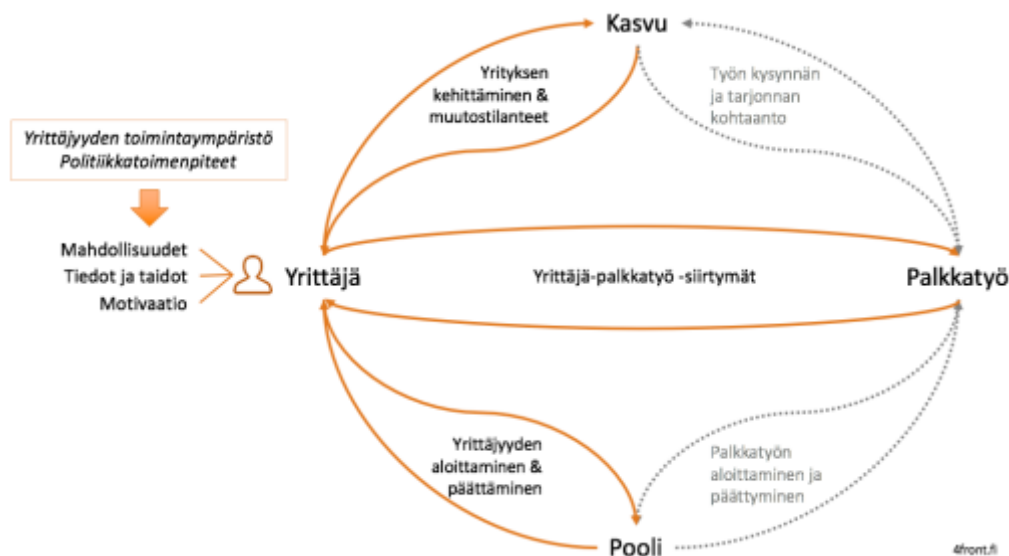 Kasvu
Yrityksen
kehittäminen &
muutostilanteet
Työn kysynnän
ja tarjonnan
kohtaanto
Yrittäjyyden toimintaympäristö
Politiikkatoimenpiteet
Mahdollisuudet
Tiedot ja taidot
Motivaatio
Yrittäjä
Yrittäjä-palkkatyö -siirtymät
Palkkatyö
Yrittäjyyden
aloittaminen &
päättäminen
Palkkatyön
aloittaminen ja
päättyminen
Pooli
4front.fi